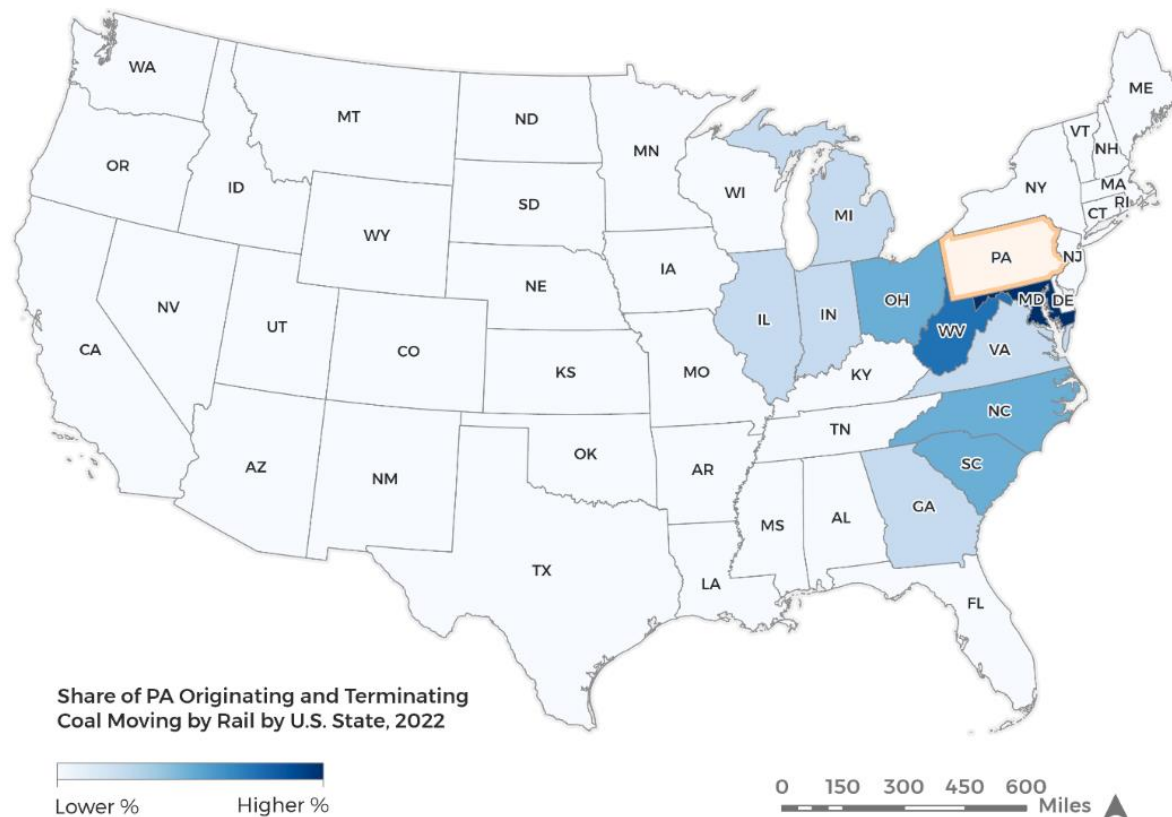 WA
MT
ND
MN
ME
VT
NH
OR
ID
SD
WI
MI
NY
MA
CT
RI
WY
IA
PA
NJ
NE
NV
UT
CO
IL
IN
OH
MD
DE
WV
VA
CA
KS
MO
KY
NC
TN
AZ
NM
OK
AR
SC
MS
AL
GA
TX
LA
FL
Share of PA Originating and Terminating
Coal Moving by Rail by U.S. State, 2022
Lower % Higher %
0 150 300 450 600
Miles